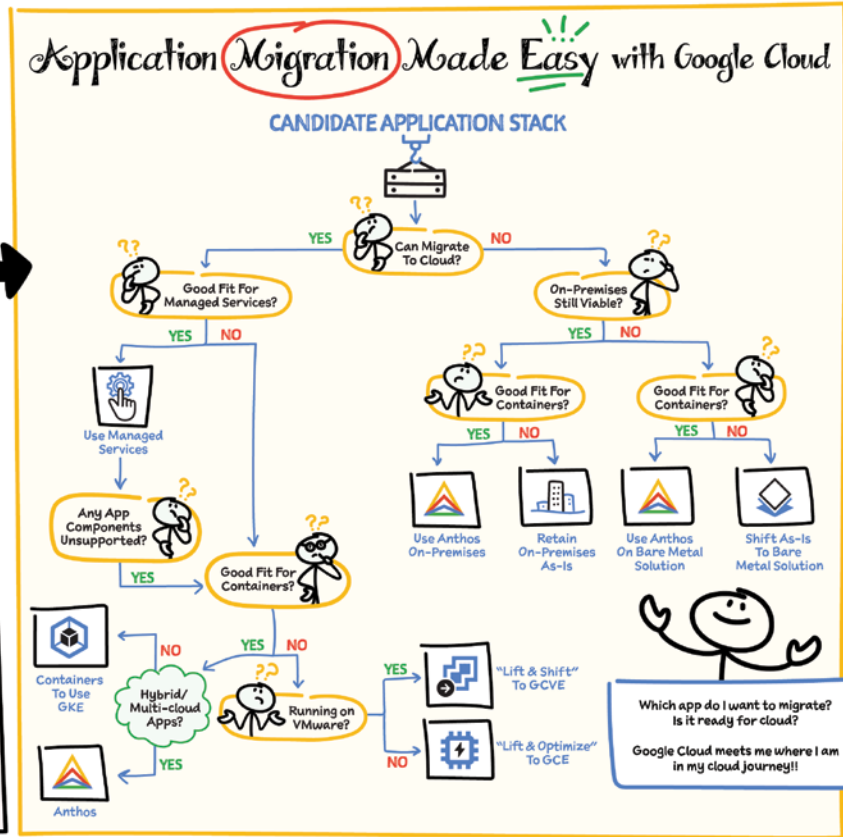 Application Migration Made Easy with Google Cloud
CANDIDATE APPLICATION STACK
??
YES
Can Migrate
To Cloud?
NO
??
Good Fit For
Managed Services?
??
On-Premises
Still Viable?
YES
NO
YES
NO
Use Managed
Services
??
Good Fit For
Containers?
??
Good Fit For
Containers?
YES
NO
YES
NO
Use Anthos
On-Premises
Retain
On-Premises
As-Is
Use Anthos
On Bare Metal
Solution
Shift As-Is
To Bare
Metal Solution
??
Any App
Components
Unsupported?
YES
??
Good Fit For
Containers?
YES
NO
Containers
To Use
GKE
NO
Hybrid/
Multi-cloud
Apps?
YES
Anthos
??
Running on
VMware?
YES
"Lift & Shift"
To GCVE
NO
"Lift & Optimize"
To GCE
Which app do I want to migrate?
Is it ready for cloud?
Google Cloud meets me where I am
in my cloud journey!!